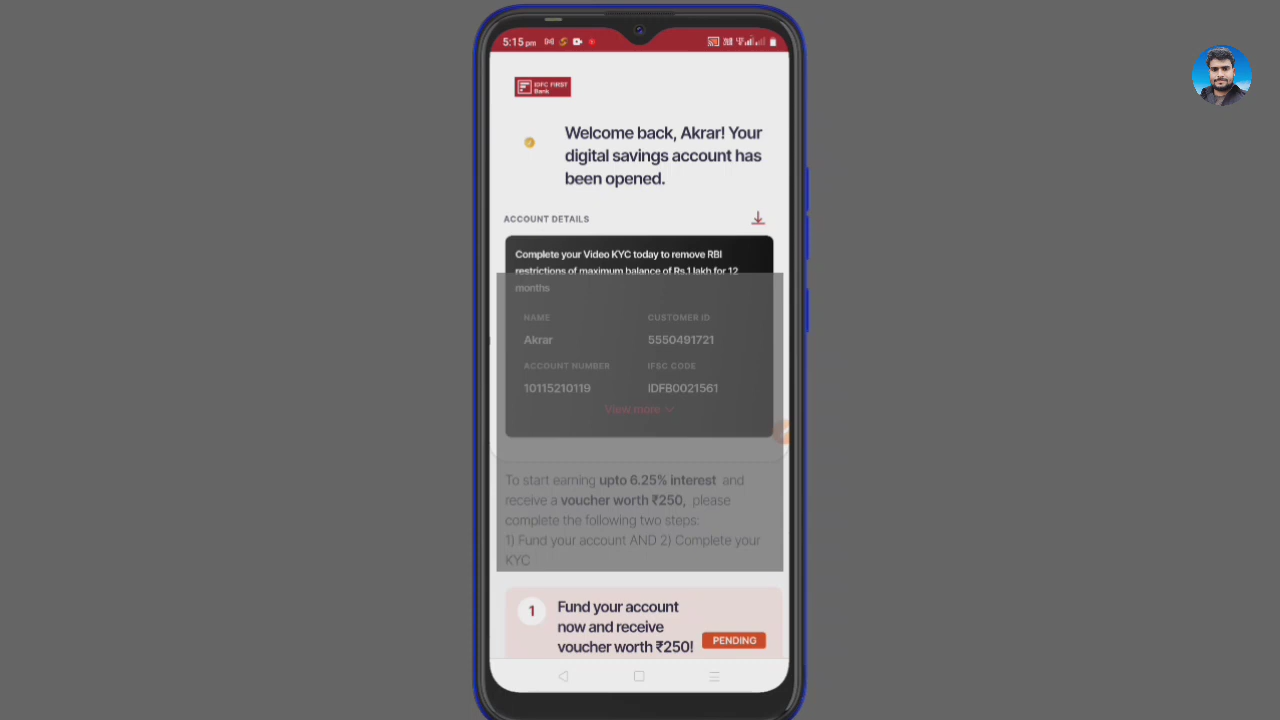 5:15 pm
IDFC FIRST
Bank
Welcome back, Akrar! Your
digital savings account has
been opened.
ACCOUNT DETAILS
Complete your Video KYC today to remove RBI
restrictions of maximum balance of Rs.1 lakh for 12
months
NAME CUSTOMER ID
Akrar 5550491721
ACCOUNT NUMBER IFSC CODE
10115210119 IDFB0021561
View more
To start earning upto 6.25% interest and
receive a voucher worth ₹250, please
complete the following two steps:
1) Fund your account AND 2) Complete your
KYC
1 Fund your account
now and receive
voucher worth ₹250! PENDING